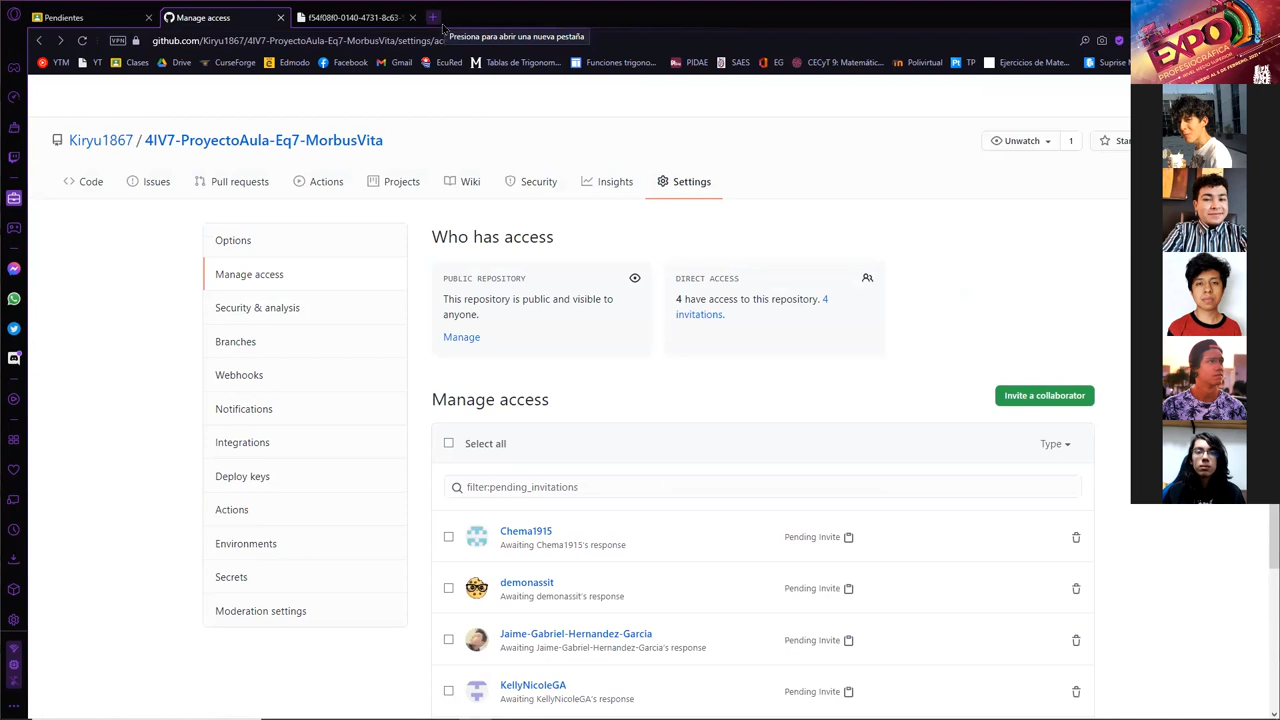 Pendientes
Manage access
f54f08f0-0140-4731-8c63-
Presiona para abrir una nueva pestaña
VPN
github.com/Kiryu1867/4IV7-ProyectoAula-Eq7-MorbusVita/settings/ac
YTM
YT
Clases
Drive
CurseForge
Edmodo
Facebook
Gmail
EcuRed
Tablas de Trigonom...
Funciones trigono...
PIDAE
SAES
EG
CECyT 9: Matemátic...
Polivirtual
TP
Ejercicios de Mate...
Suprise M
EXPO
PROFESIOGRÁFICA
NIVEL MEDIO SUPERIOR
Kiryu1867 / 4IV7-ProyectoAula-Eq7-MorbusVita
Unwatch
1
Star
Code
Issues
Pull requests
Actions
Projects
Wiki
Security
Insights
Settings
Options
Manage access
Security & analysis
Branches
Webhooks
Notifications
Integrations
Deploy keys
Actions
Environments
Secrets
Moderation settings
Who has access
PUBLIC REPOSITORY
This repository is public and visible to
anyone.
Manage
DIRECT ACCESS
4 have access to this repository. 4
invitations.
Manage access
Invite a collaborator
Select all
Type
filter:pending_invitations
Chema1915
Awaiting Chema1915's response
Pending Invite
demonassit
Awaiting demonassit's response
Pending Invite
Jaime-Gabriel-Hernandez-Garcia
Awaiting Jaime-Gabriel-Hernandez-Garcia's response
Pending Invite
KellyNicoleGA
Awaiting KellyNicoleGA's response
Pending Invite